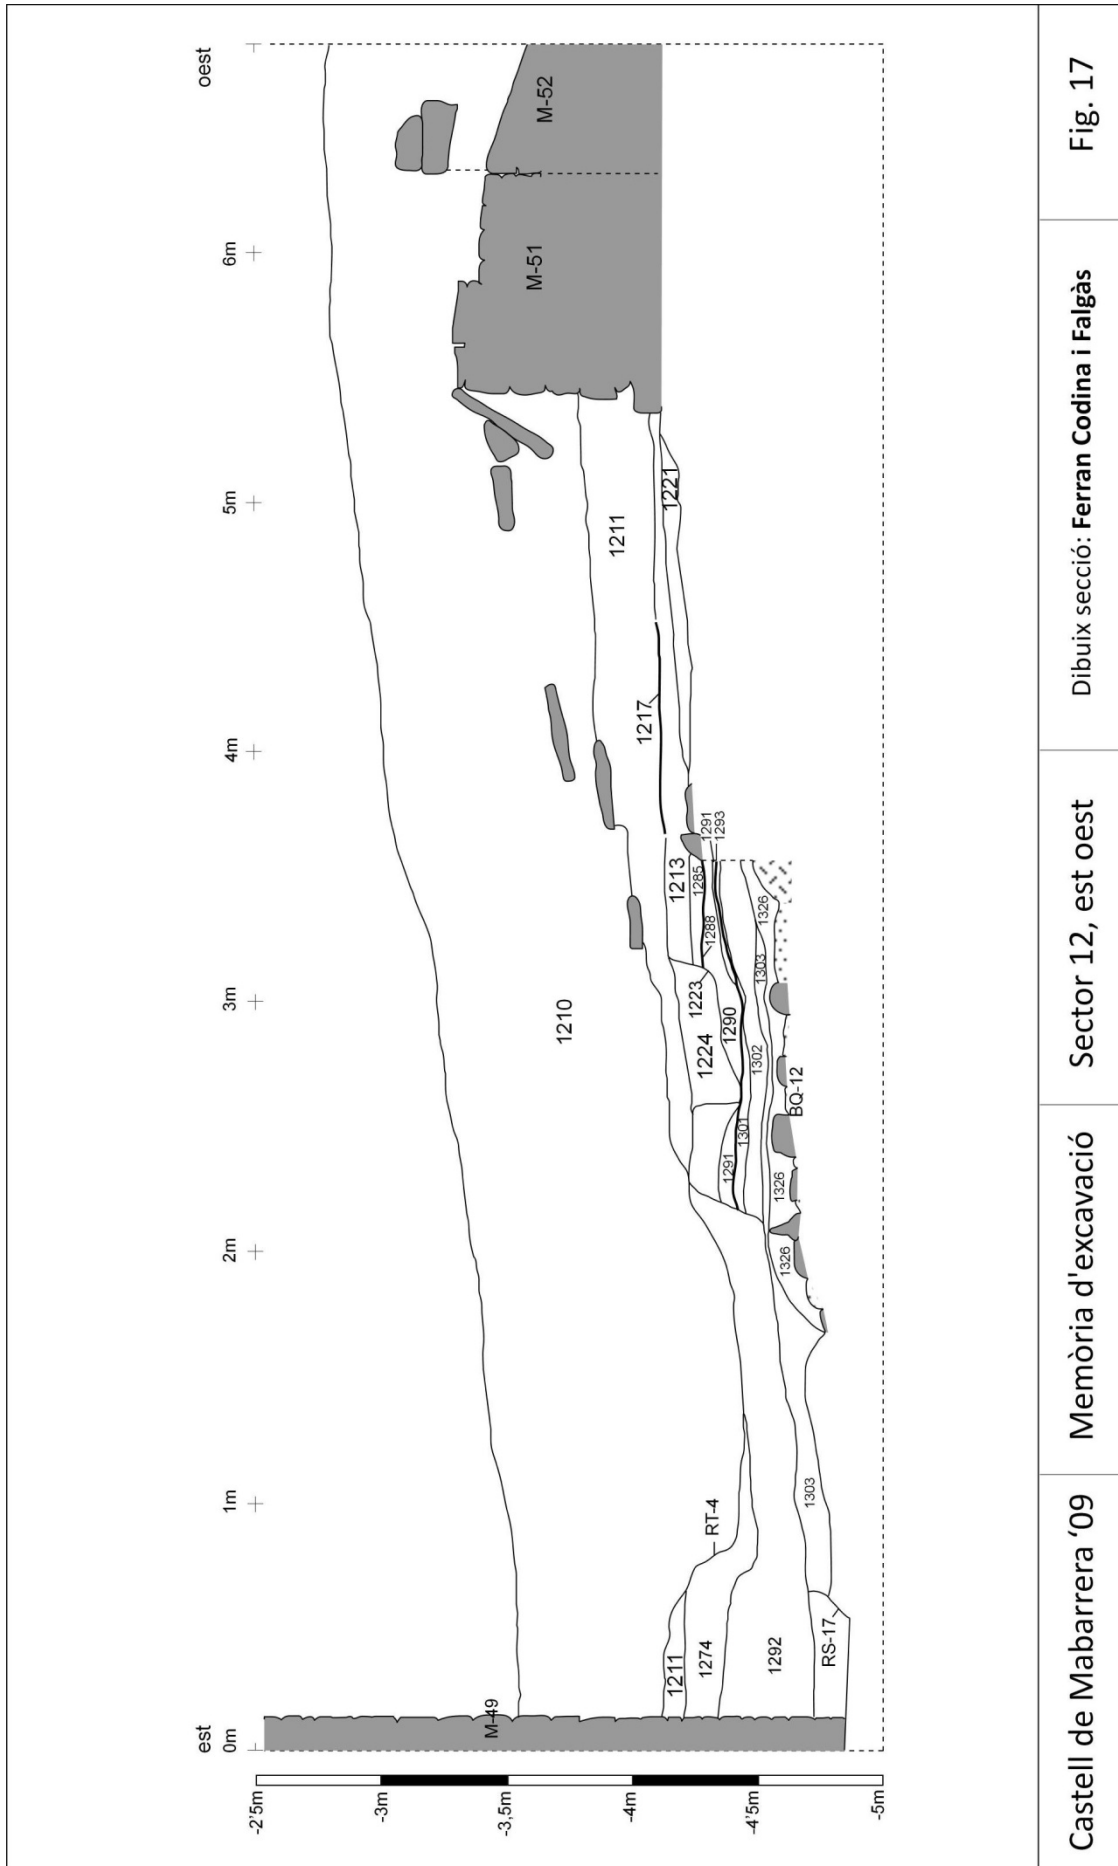 est
oest
0m
1m
2m
3m
4m
5m
6m
-2'5m
-3m
-3,5m
-4m
-4'5m
-5m
M-49
M-51
M-52
1210
1211
1217
1221
1213
1285
1291
1293
1288
1223
1224
1290
1326
1303
1302
1301
1291
BQ-12
1326
1326
RT-4
1211
1274
1292
1303
RS-17
Castell de Mabarrera ‘09
Memòria d'excavació
Sector 12, est oest
Dibuix secció: Ferran Codina i Falgàs
Fig. 17